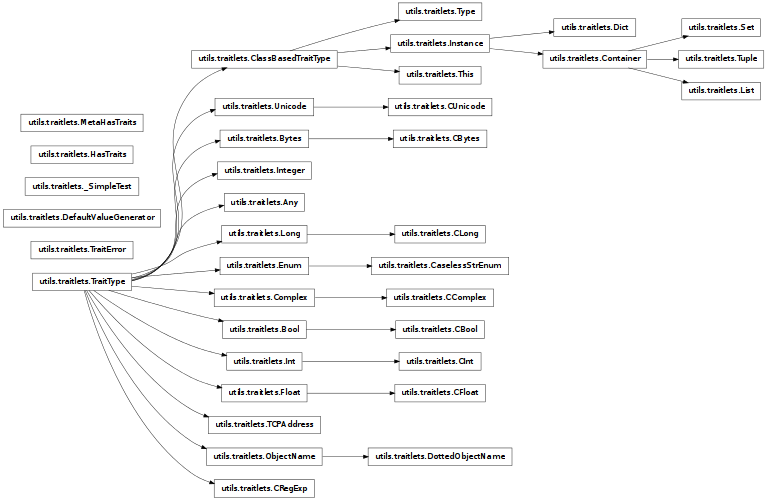 utils.traitlets.Type
utils.traitlets.Dict
utils.traitlets.Set
utils.traitlets.Instance
utils.traitlets.ClassBasedTraitType
utils.traitlets.Container
utils.traitlets.Tuple
utils.traitlets.This
utils.traitlets.List
utils.traitlets.Unicode
utils.traitlets.CUnicode
utils.traitlets.MetaHasTraits
utils.traitlets.Bytes
utils.traitlets.CBytes
utils.traitlets.HasTraits
utils.traitlets.Integer
utils.traitlets._SimpleTest
utils.traitlets.Any
utils.traitlets.DefaultValueGenerator
utils.traitlets.Long
utils.traitlets.CLong
utils.traitlets.TraitError
utils.traitlets.Enum
utils.traitlets.CaselessStrEnum
utils.traitlets.TraitType
utils.traitlets.Complex
utils.traitlets.CComplex
utils.traitlets.Bool
utils.traitlets.CBool
utils.traitlets.Int
utils.traitlets.CInt
utils.traitlets.Float
utils.traitlets.CFloat
utils.traitlets.TCPAddress
utils.traitlets.ObjectName
utils.traitlets.DottedObjectName
utils.traitlets.CRegExp